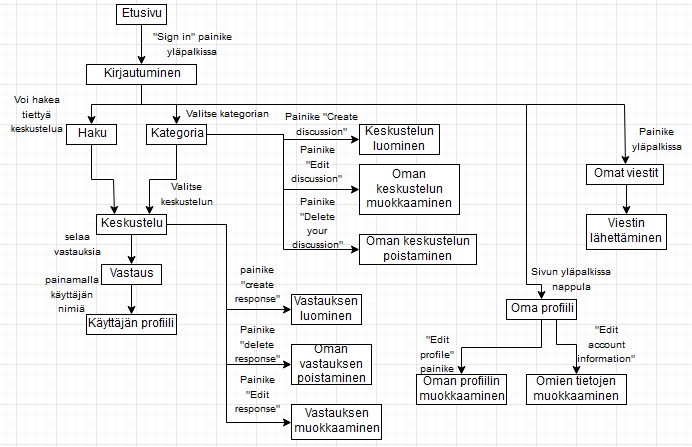 Etusivu
"Sign in" painike
yläpalkissa
Kirjautuminen
Voi hakea
tiettyä
keskustelua
Haku
Valitse kategorian
Kategoria
Painike "Create
discussion"
Keskustelun
luominen
Painike
"Edit
discussion"
Oman
keskustelun
muokkaaminen
Painike
"Delete
your
discussion"
Oman keskustelun
poistaminen
Painike
yläpalkissa
Omat viestit
Viestin
lähettäminen
Valitse
keskustelun
Keskustelu
selaa
vastauksia
Vastaus
painamalla
käyttäjän
nimiä
Käyttäjän profiili
painike
"create
response"
Vastauksen
luominen
Painike
"delete
response"
Oman
vastauksen
poistaminen
Painike
"Edit
response"
Vastauksen
muokkaaminen
Sivun yläpalkissa
nappula
Oma profiili
"Edit
profile"
painike
Oman profiilin
muokkaaminen
"Edit
account
information"
Omien tietojen
muokkaaminen